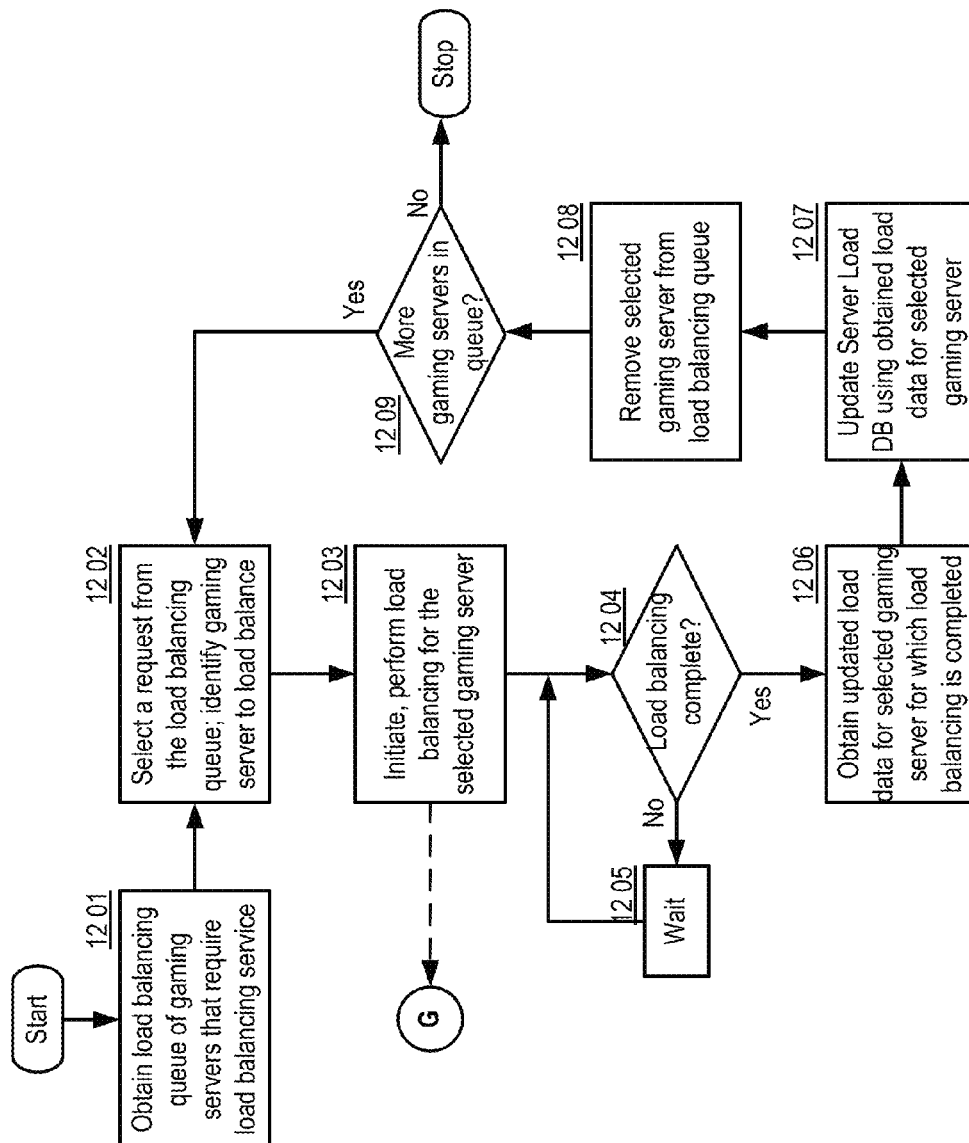 Start
12 01
Obtain load balancing
queue of gaming
servers that require
load balancing service
12 02
Select a request from
the load balancing
queue; identify gaming
server to load balance
12 03
Initiate, perform load
balancing for the
selected gaming server
G
12 04
Load balancing
complete?
No
Yes
12 05
Wait
12 06
Obtain updated load
data for selected gaming
server for which load
balancing is completed
12 07
Update Server Load
DB using obtained load
data for selected
gaming server
12 08
Remove selected
gaming server from
load balancing queue
12 09
More
gaming servers in
queue?
Yes
No
Stop